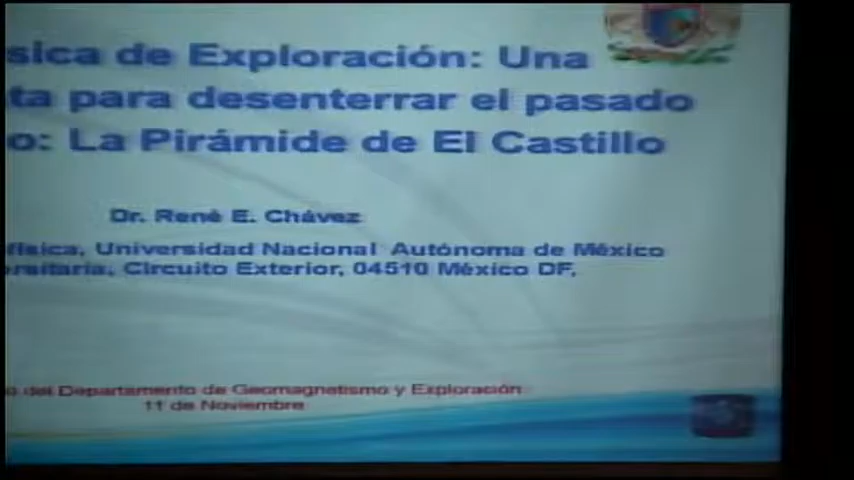 sica de Exploración: Una
ta para desenterrar el pasado
o: La Pirámide de El Castillo
Dr. René E. Chávez
física, Universidad Nacional Autónoma de México
ersitaria, Circuito Exterior, 04510 México DF,
o del Departamento de Geomagnetismo y Exploración
11 de Noviembre